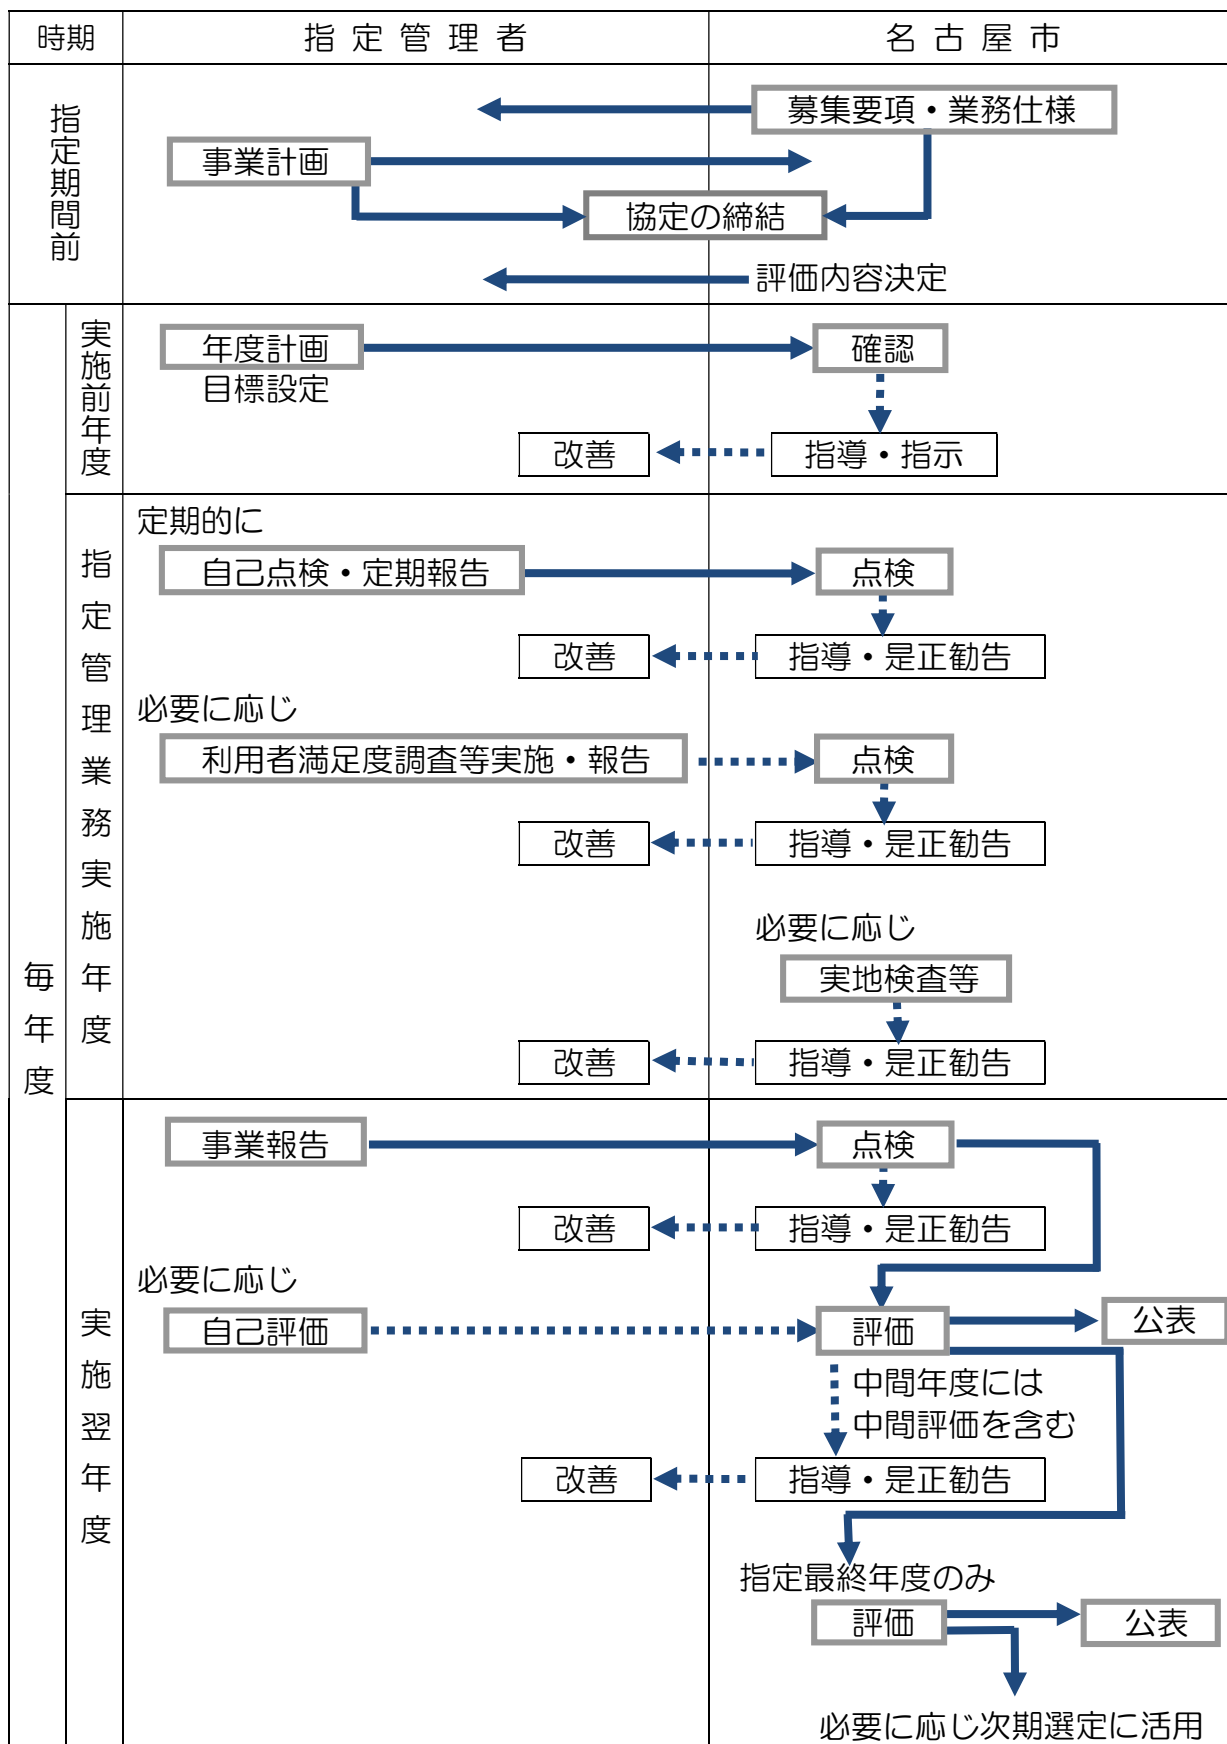 時期
指定管理者
名古屋市
指定期間前
募集要項・業務仕様
事業計画
協定の締結
評価内容決定
毎年度
実施前年度
年度計画
確認
目標設定
改善
指導・指示
指定管理業務実施年度
定期的に
自己点検・定期報告
点検
改善
指導・是正勧告
必要に応じ
利用者満足度調査等実施・報告
点検
改善
指導・是正勧告
必要に応じ
実地検査等
改善
指導・是正勧告
実施翌年度
事業報告
点検
改善
指導・是正勧告
必要に応じ
自己評価
評価
公表
中間年度には
中間評価を含む
改善
指導・是正勧告
指定最終年度のみ
評価
公表
必要に応じ次期選定に活用